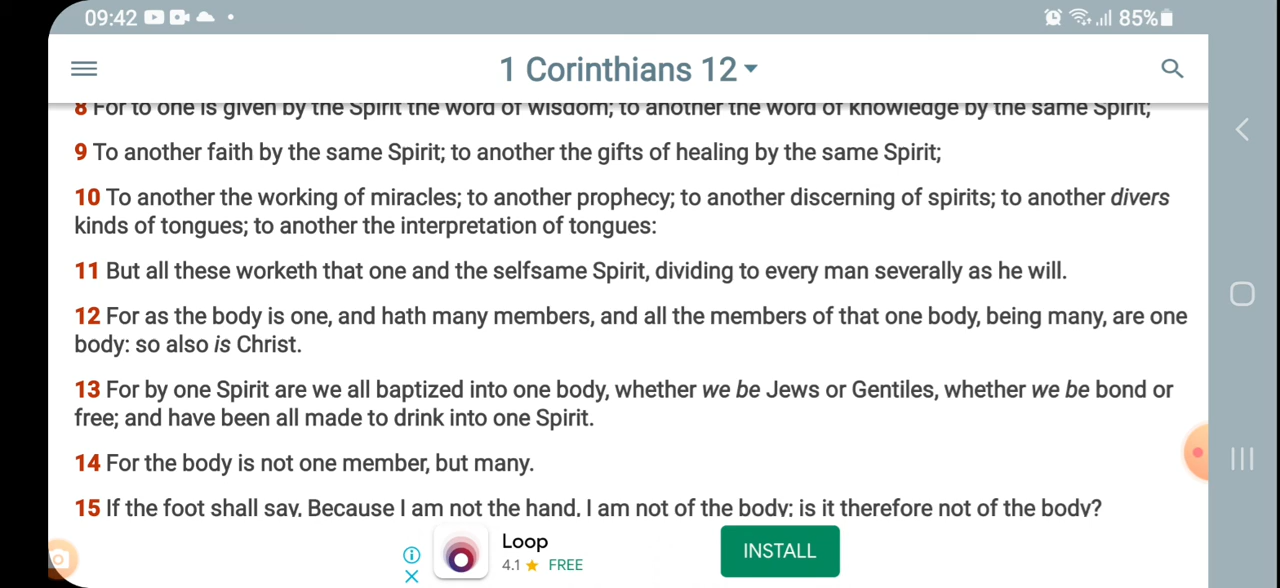 09:42
85%
1 Corinthians 12
8 For to one is given by the Spirit the word of wisdom; to another the word of knowledge by the same Spirit;
9 To another faith by the same Spirit; to another the gifts of healing by the same Spirit;
10 To another the working of miracles; to another prophecy; to another discerning of spirits; to another divers
kinds of tongues; to another the interpretation of tongues:
11 But all these worketh that one and the selfsame Spirit, dividing to every man severally as he will.
12 For as the body is one, and hath many members, and all the members of that one body, being many, are one
body: so also is Christ.
13 For by one Spirit are we all baptized into one body, whether we be Jews or Gentiles, whether we be bond or
free; and have been all made to drink into one Spirit.
14 For the body is not one member, but many.
15 If the foot shall say, Because I am not the hand, I am not of the body; is it therefore not of the body?
Loop
4.1 FREE
INSTALL